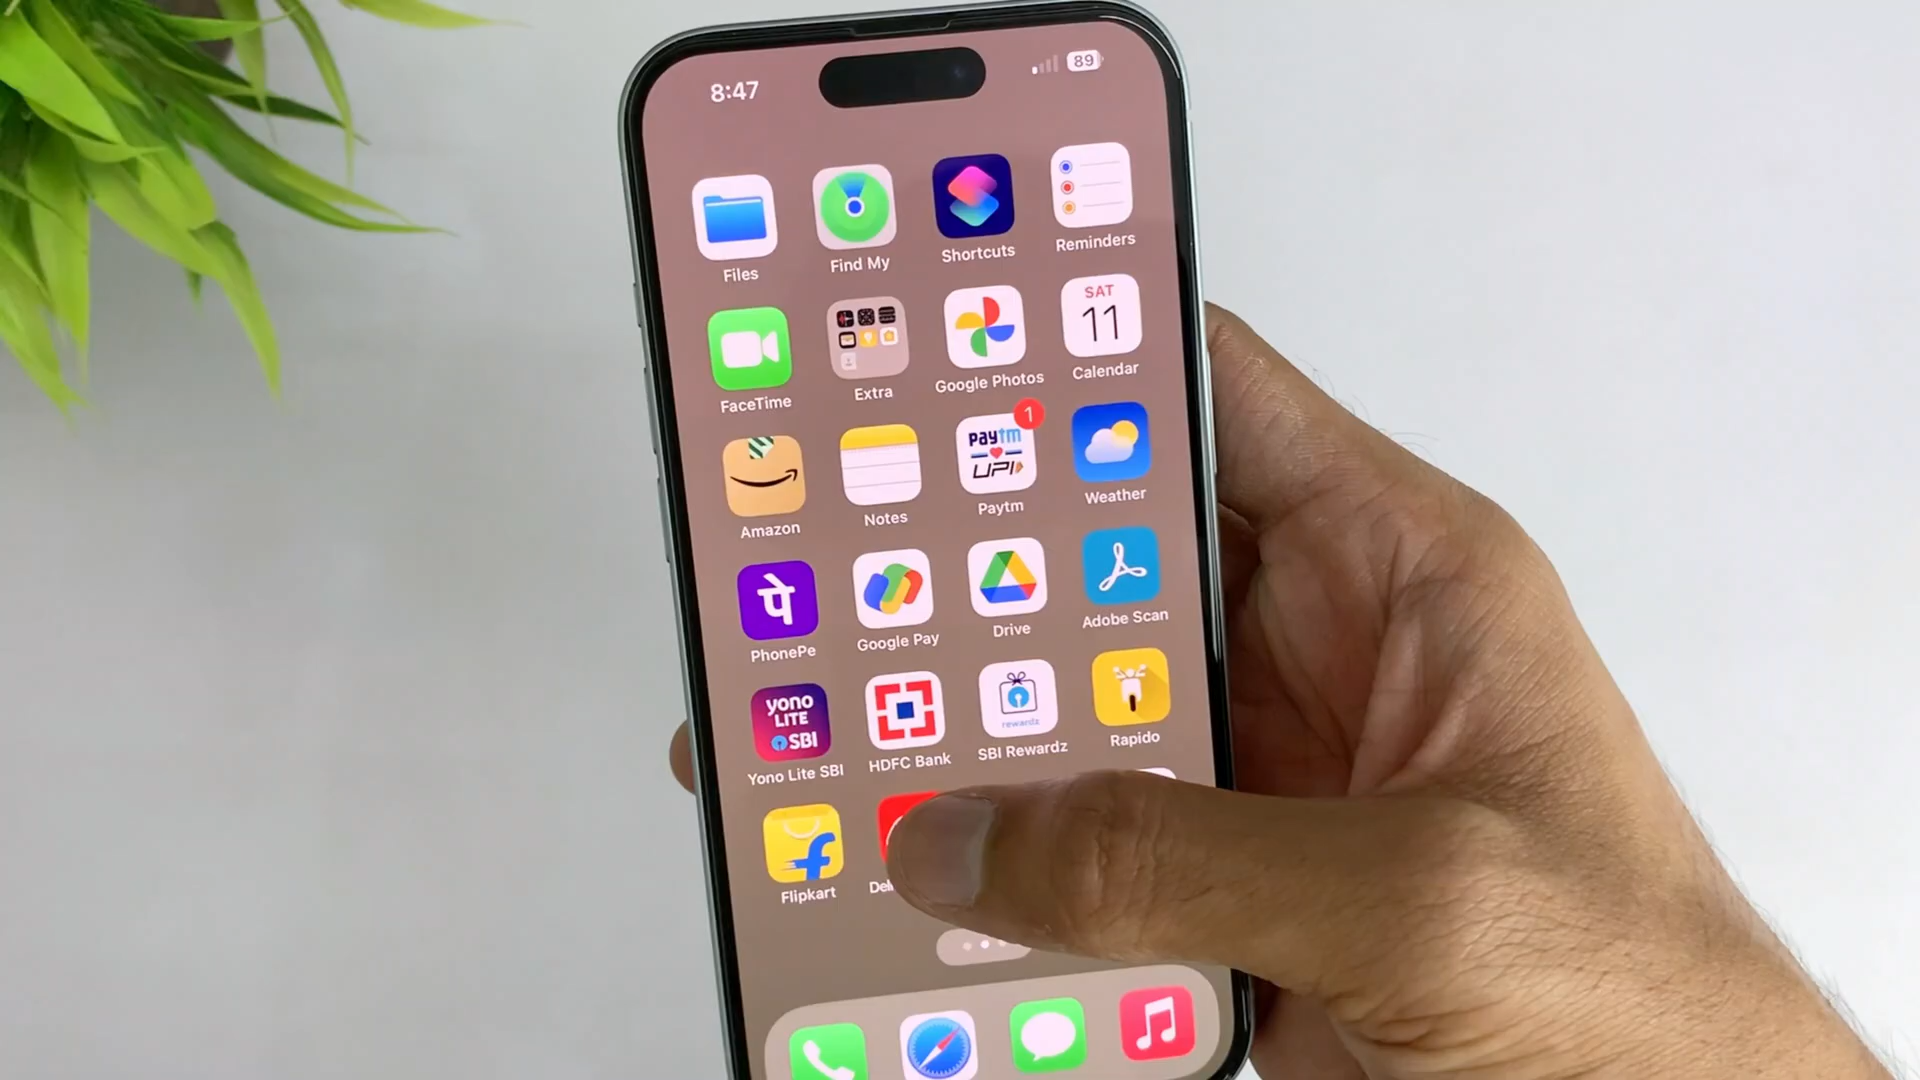 8:47
89
Files
Find My
Shortcuts
Reminders
SAT
11
FaceTime
Extra
Google Photos
Calendar
1
paytm
UPI
Amazon
Notes
Paytm
Weather
पे
PhonePe
Google Pay
Drive
Adobe Scan
yono
LITE
SBI
rewardz
Yono Lite SBI
HDFC Bank
SBI Rewardz
Rapido
f
Flipkart